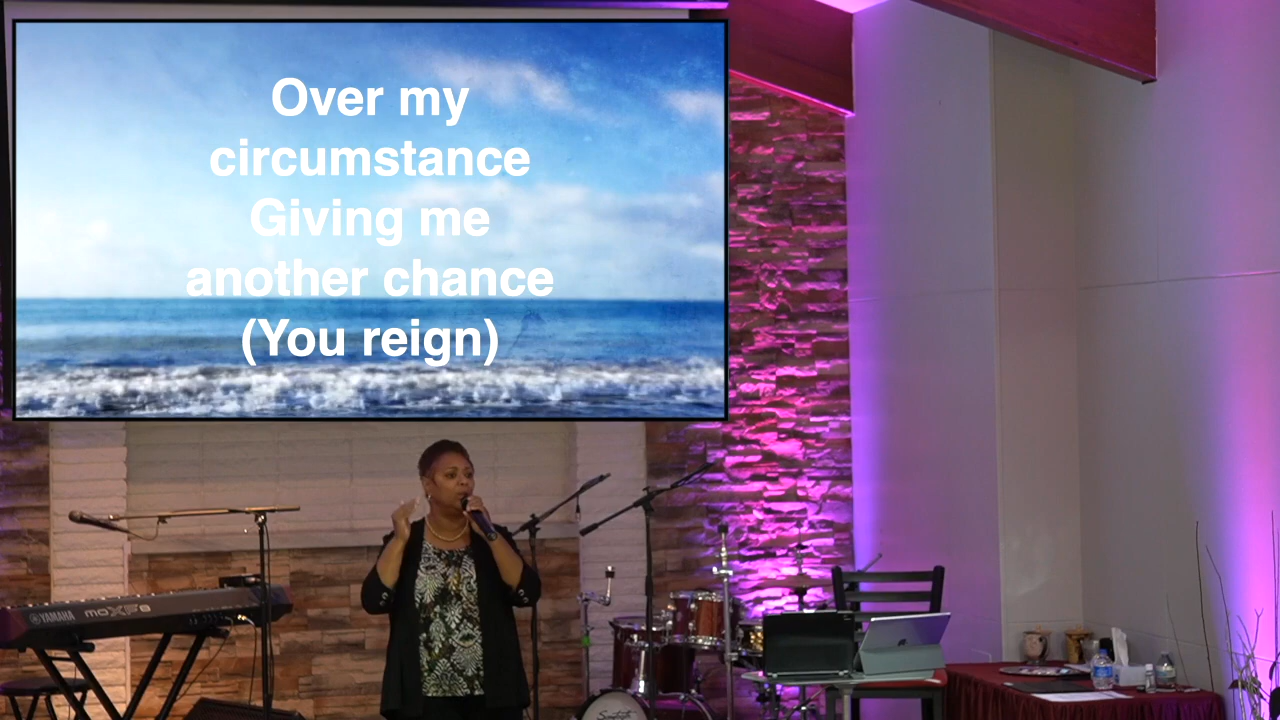 Over my
circumstance
Giving me
another chance
(You reign)
YAMAHA MOXF8